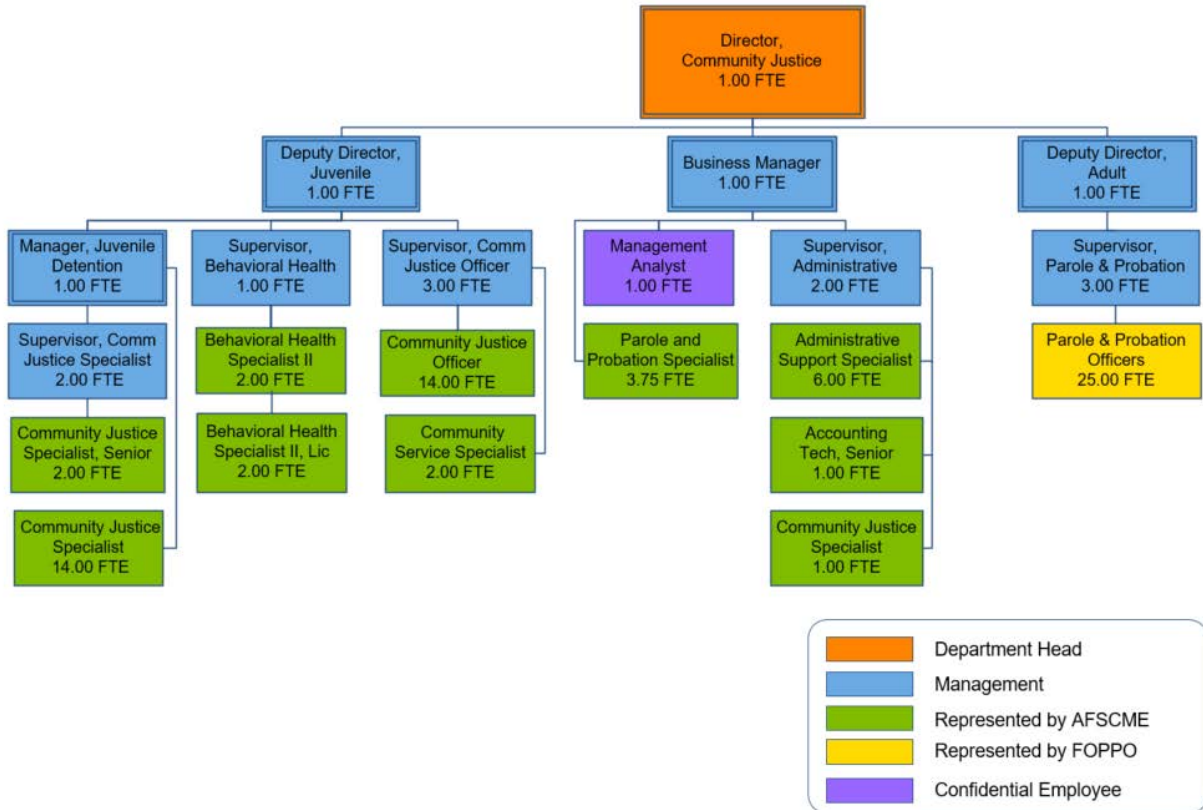 Director,
Community Justice
1.00 FTE
Deputy Director,
Juvenile
1.00 FTE
Business Manager
1.00 FTE
Deputy Director,
Adult
1.00 FTE
Manager, Juvenile
Detention
1.00 FTE
Supervisor,
Behavioral Health
1.00 FTE
Supervisor, Comm
Justice Officer
3.00 FTE
Management
Analyst
1.00 FTE
Supervisor,
Administrative
2.00 FTE
Supervisor,
Parole & Probation
3.00 FTE
Supervisor, Comm
Justice Specialist
2.00 FTE
Behavioral Health
Specialist II
2.00 FTE
Community Justice
Officer
14.00 FTE
Parole and
Probation Specialist
3.75 FTE
Administrative
Support Specialist
6.00 FTE
Parole & Probation
Officers
25.00 FTE
Community Justice
Specialist, Senior
2.00 FTE
Behavioral Health
Specialist II, Lic
2.00 FTE
Community
Service Specialist
2.00 FTE
Accounting
Tech, Senior
1.00 FTE
Community Justice
Specialist
14.00 FTE
Community Justice
Specialist
1.00 FTE
Department Head
Management
Represented by AFSCME
Represented by FOPPO
Confidential Employee